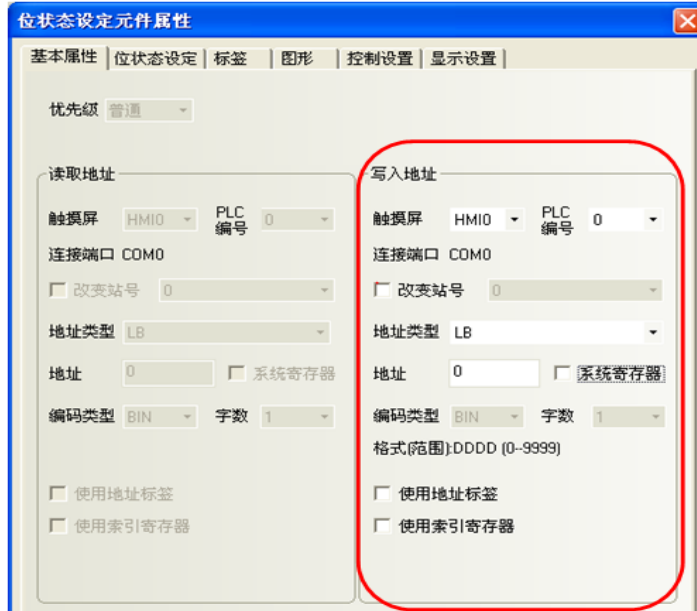 位状态设定元件属性
基本属性 位状态设定 标签 图形 控制设置 显示设置
优先级 普通
读取地址
触摸屏 HMI0 PLC编号 0
连接端口 COM0
改变站号 0
地址类型 LB
地址 0 系统寄存器
编码类型 BIN 字数 1
使用地址标签
使用索引寄存器
写入地址
触摸屏 HMI0 PLC编号 0
连接端口 COM0
改变站号 0
地址类型 LB
地址 0 系统寄存器
编码类型 BIN 字数 1
格式(范围):DDDD (0--9999)
使用地址标签
使用索引寄存器